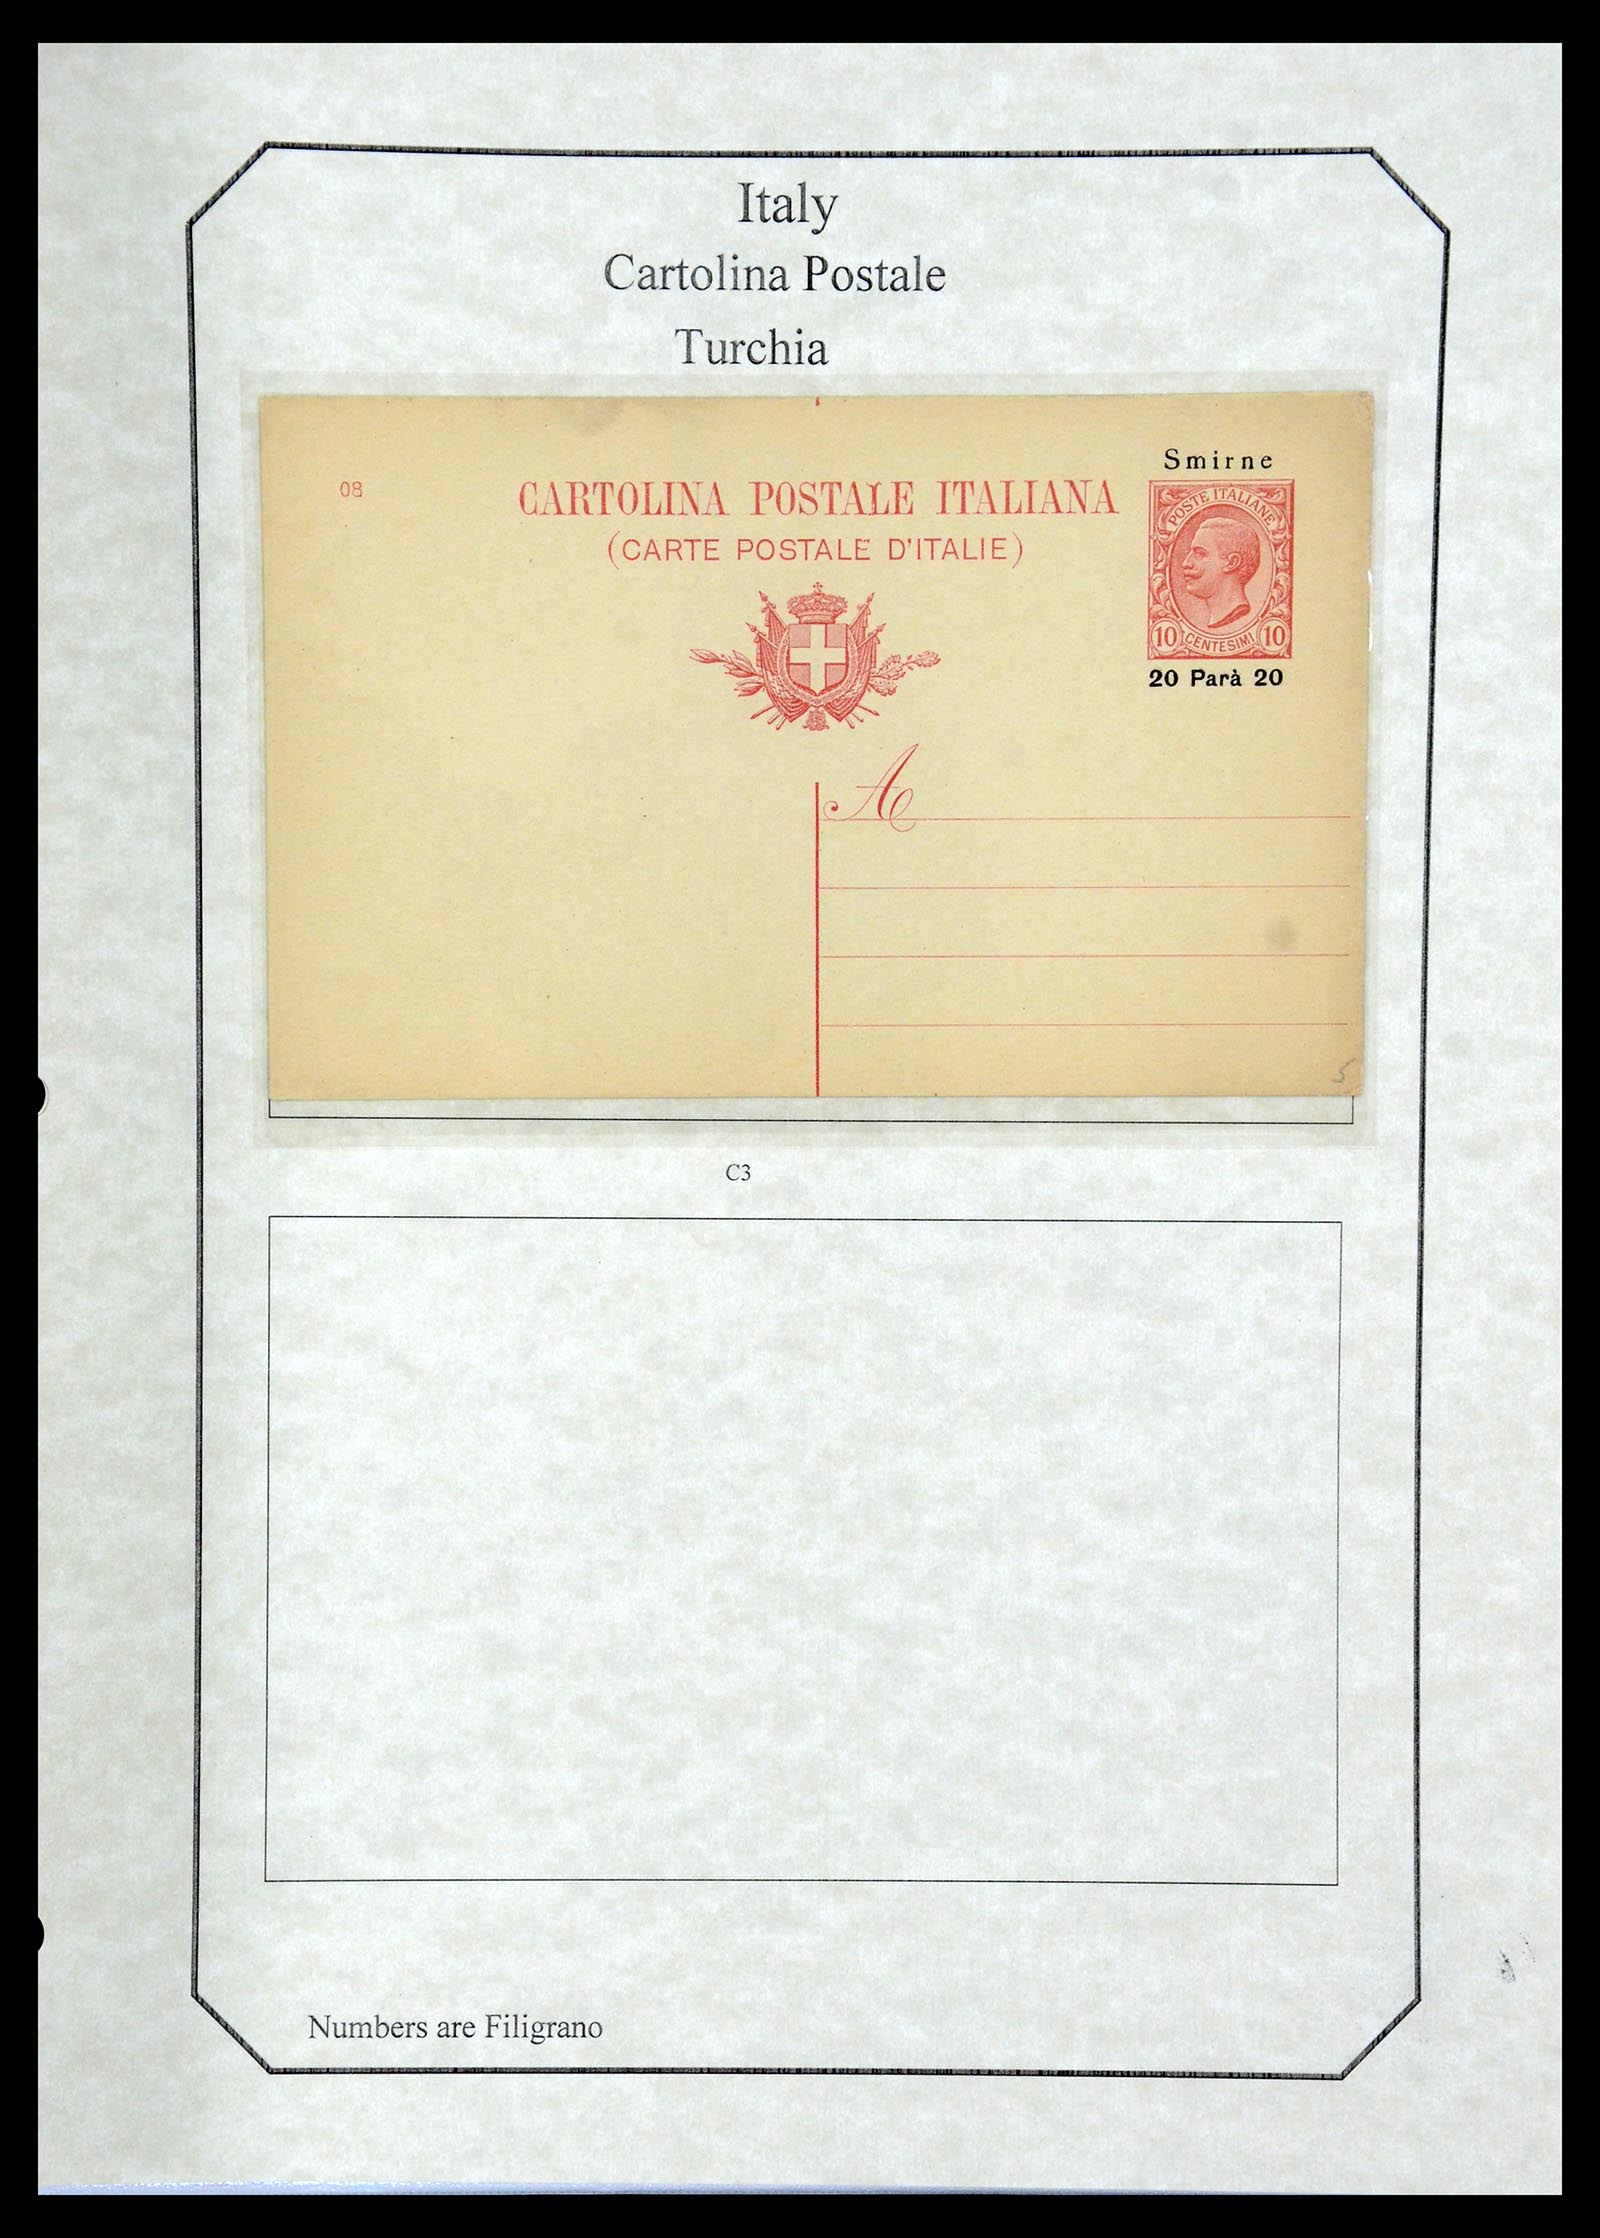 Italy
Cartolina Postale
Turchia
Smirne
08
CARTOLINA POSTALE ITALIANA
(CARTE POSTALE D'ITALIE)
POSTE ITALIANE
10 CENTESIMI 10
20 Parà 20
A
5
C3
Numbers are Filigrano